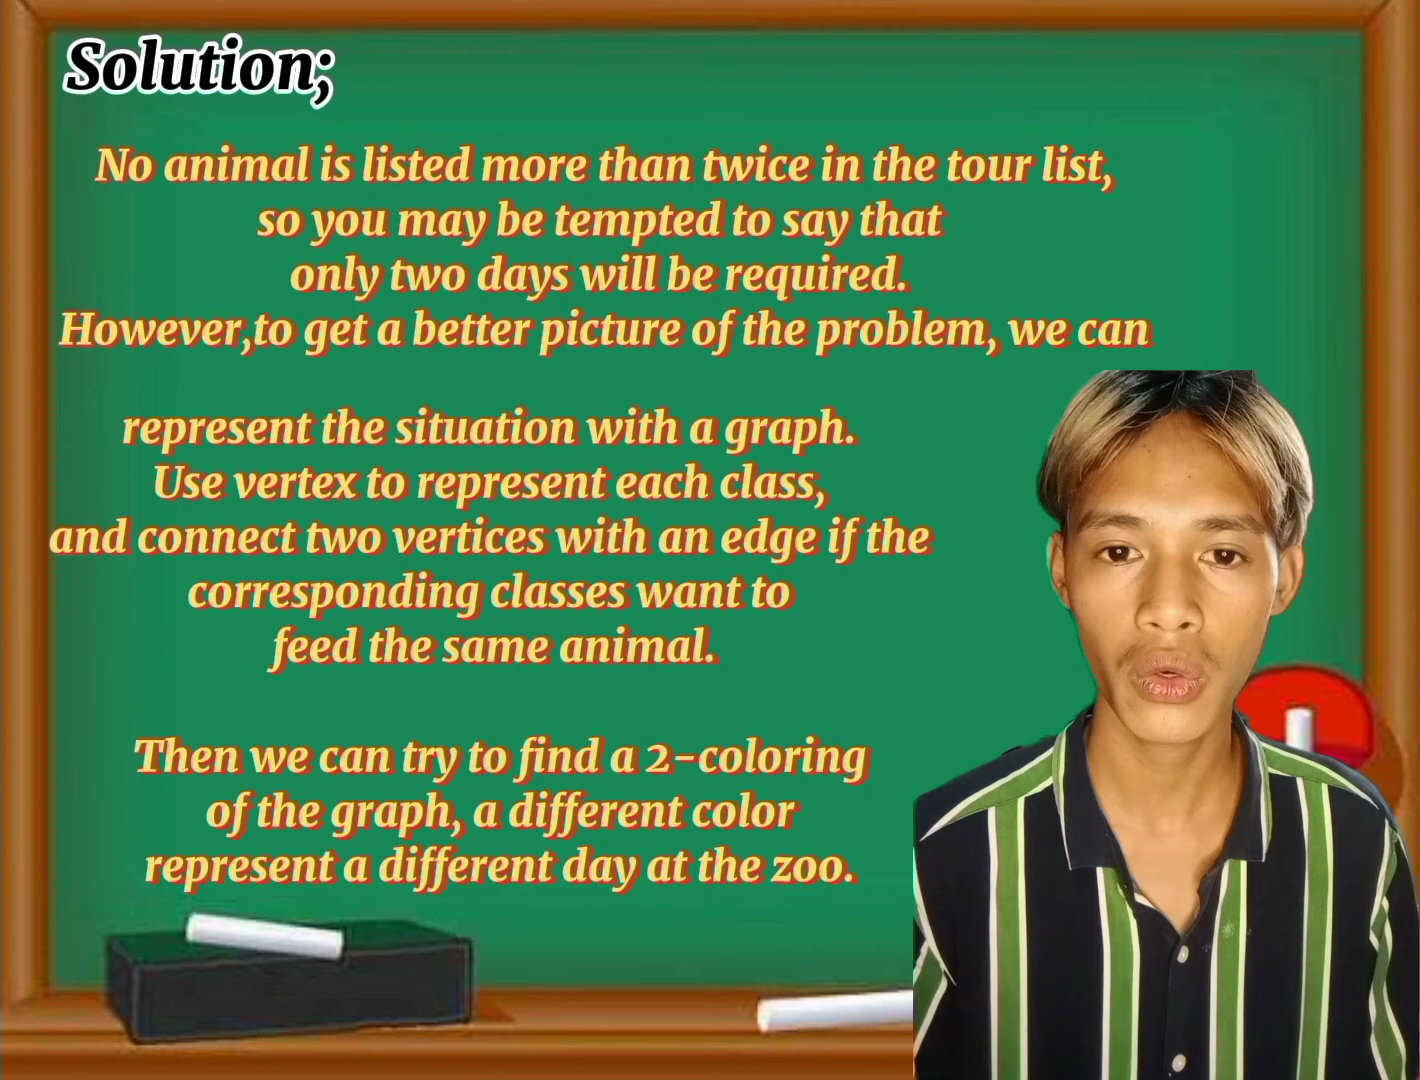 Solution;
No animal is listed more than twice in the tour list,
so you may be tempted to say that
only two days will be required.
However,to get a better picture of the problem, we can
represent the situation with a graph.
Use vertex to represent each class,
and connect two vertices with an edge if the
corresponding classes want to
feed the same animal.
Then we can try to find a 2-coloring
of the graph, a different color
represent a different day at the zoo.